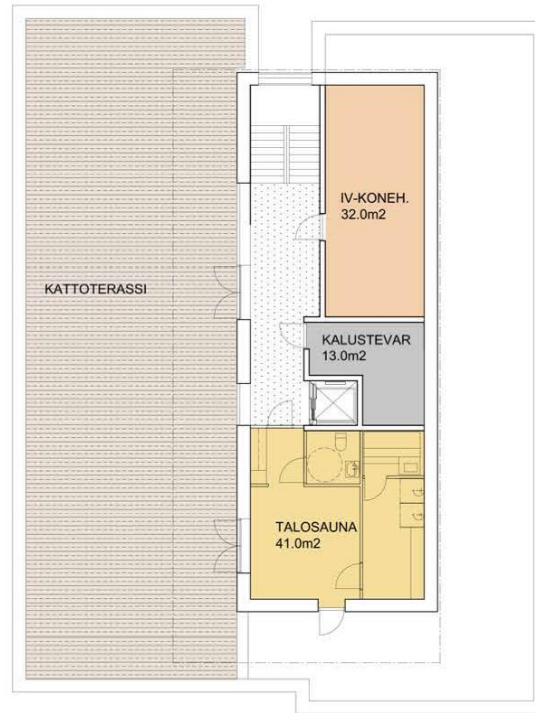 IV-KONEH.
32.0m2
KATTOTERASSI
KALUSTEVAR
13.0m2
TALOSAUNA
41.0m2